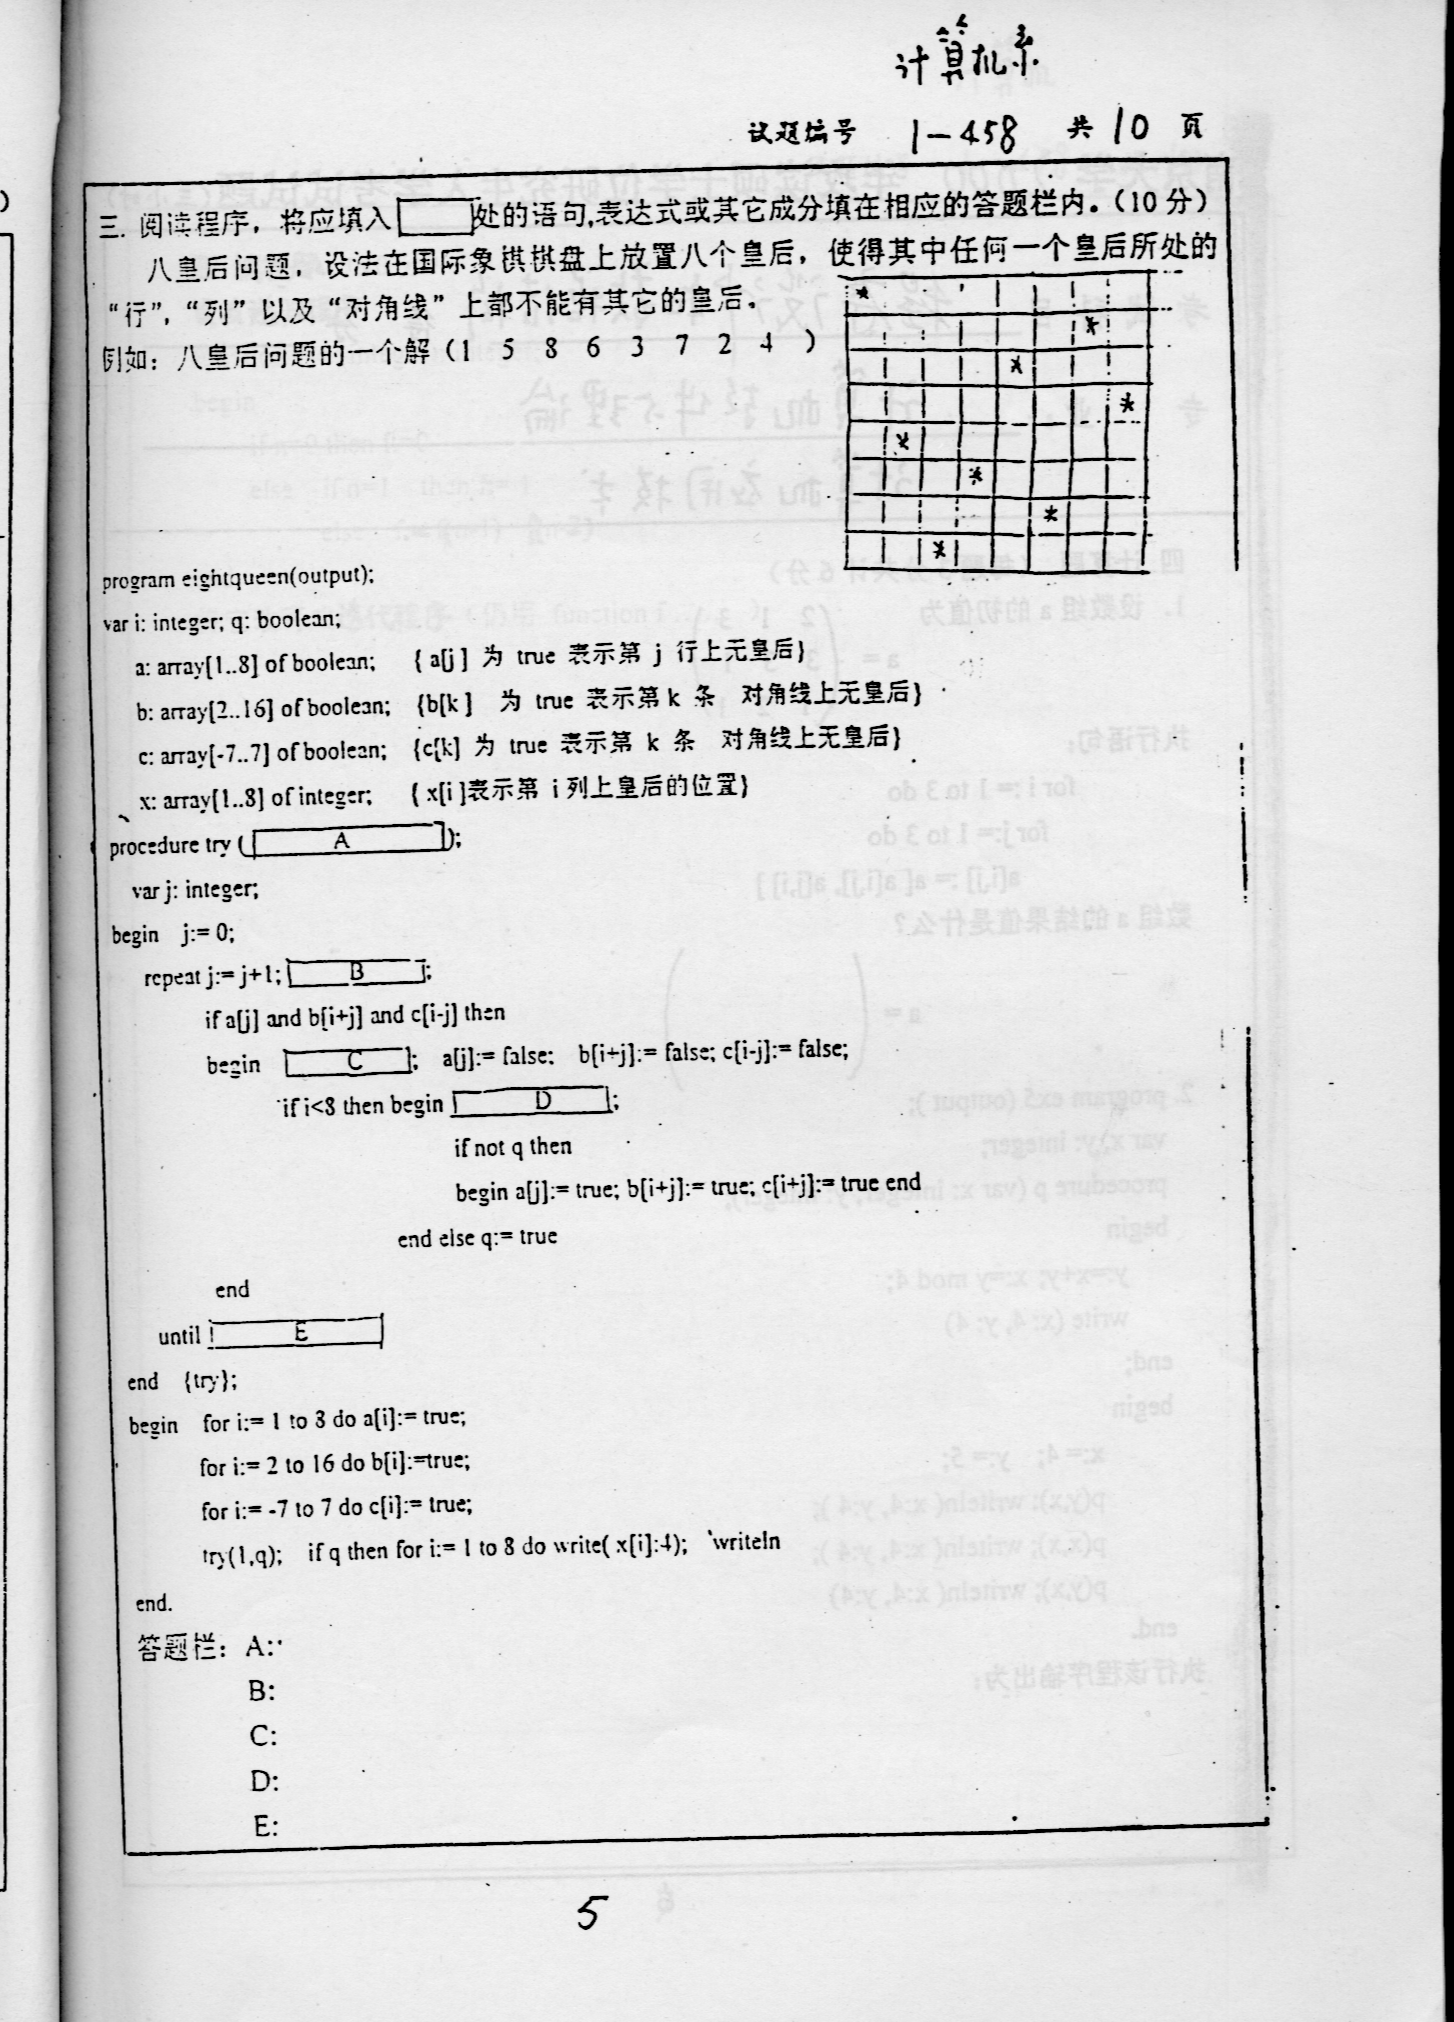 计算机系
试题编号 1-458 共 10 页
三. 阅读程序，将应填入 处的语句,表达式或其它成分填在相应的答题栏内.(10 分)
八皇后问题，设法在国际象棋棋盘上放置八个皇后，使得其中任何一个皇后所处的
“行”，“列”以及“对角线”上都不能有其它的皇后。
例如：八皇后问题的一个解（1 5 8 6 3 7 2 4 ）
program eightqueen(output);
var i: integer; q: boolean;
a: array[1..8] of boolean; { a[j ] 为 true 表示第 j 行上无皇后}
b: array[2..16] of boolean; {b[k ] 为 true 表示第 k 条 对角线上无皇后}
c: array[-7..7] of boolean; {c[k] 为 true 表示第 k 条 对角线上无皇后}
x: array[1..8] of integer; { x[i ]表示第 i 列上皇后的位置}
procedure try ( A );
var j: integer;
begin j:= 0;
repeat j:= j+1; B ;
if a[j] and b[i+j] and c[i-j] then
begin C ; a[j]:= false; b[i+j]:= false; c[i-j]:= false;
if i<8 then begin D ;
if not q then
begin a[j]:= true; b[i+j]:= true; c[i+j]:= true end
end else q:= true
end
until E
end {try};
begin for i:= 1 to 8 do a[i]:= true;
for i:= 2 to 16 do b[i]:=true;
for i:= -7 to 7 do c[i]:= true;
try(1,q); if q then for i:= 1 to 8 do write( x[i]:4); writeln
end.
答题栏：A:
B:
C:
D:
E:
5